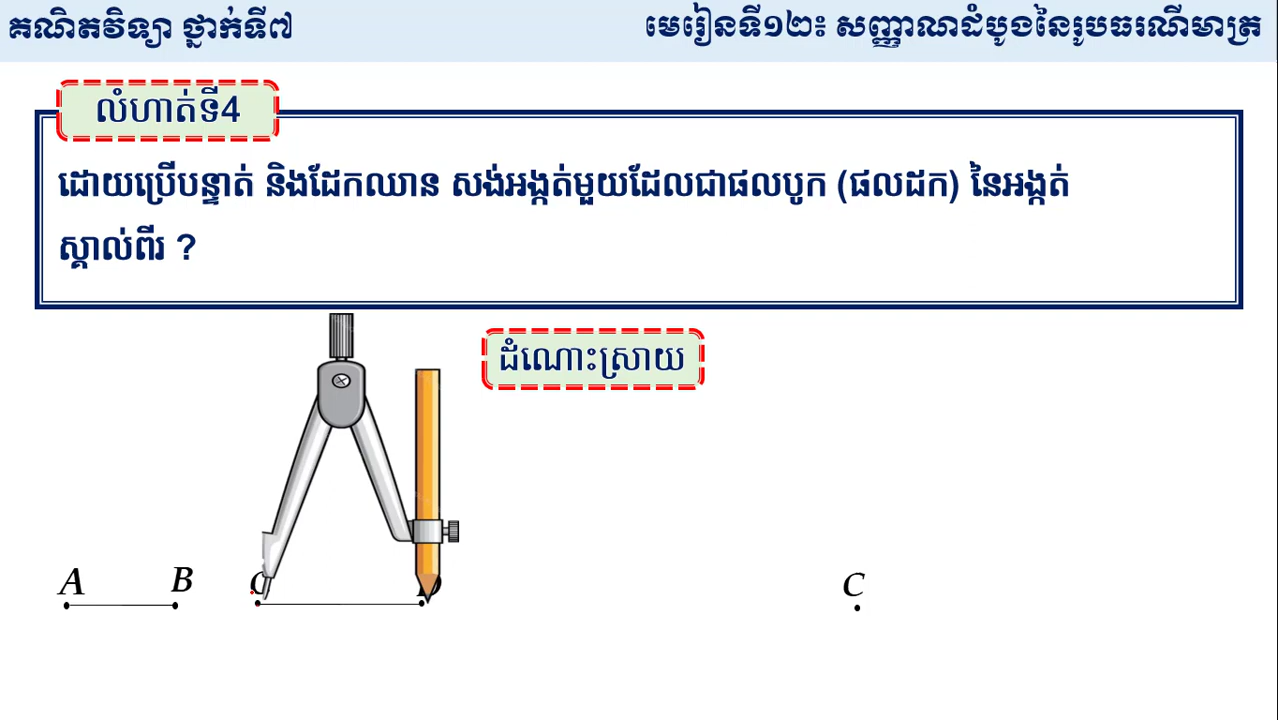 គណិតវិទ្យា ថ្នាក់ទី៧
មេរៀនទី១២៖ សញ្ញាណដំបូងនៃរូបធរណីមាត្រ
លំហាត់ទី4
ដោយប្រើបន្ទាត់ និងដែកឈាន សង់អង្កត់មួយដែលជាផលបូក (ផលដក) នៃអង្កត់
ស្គាល់ពីរ ?
ដំណោះស្រាយ
A B C D C